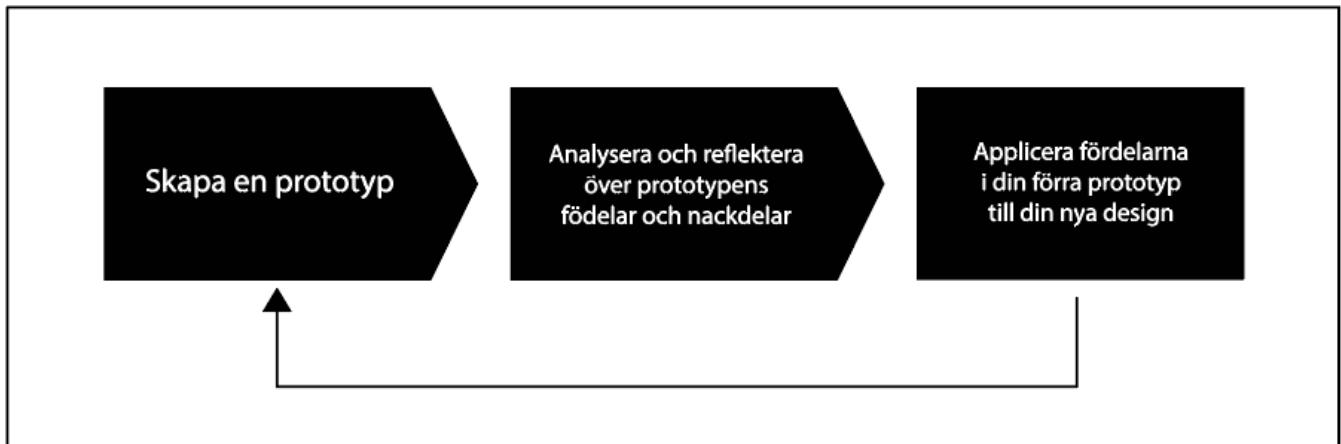 Skapa en prototyp
Analysera och reflektera
över prototypens
födelar och nackdelar
Applicera fördelarna
i din förra prototyp
till din nya design